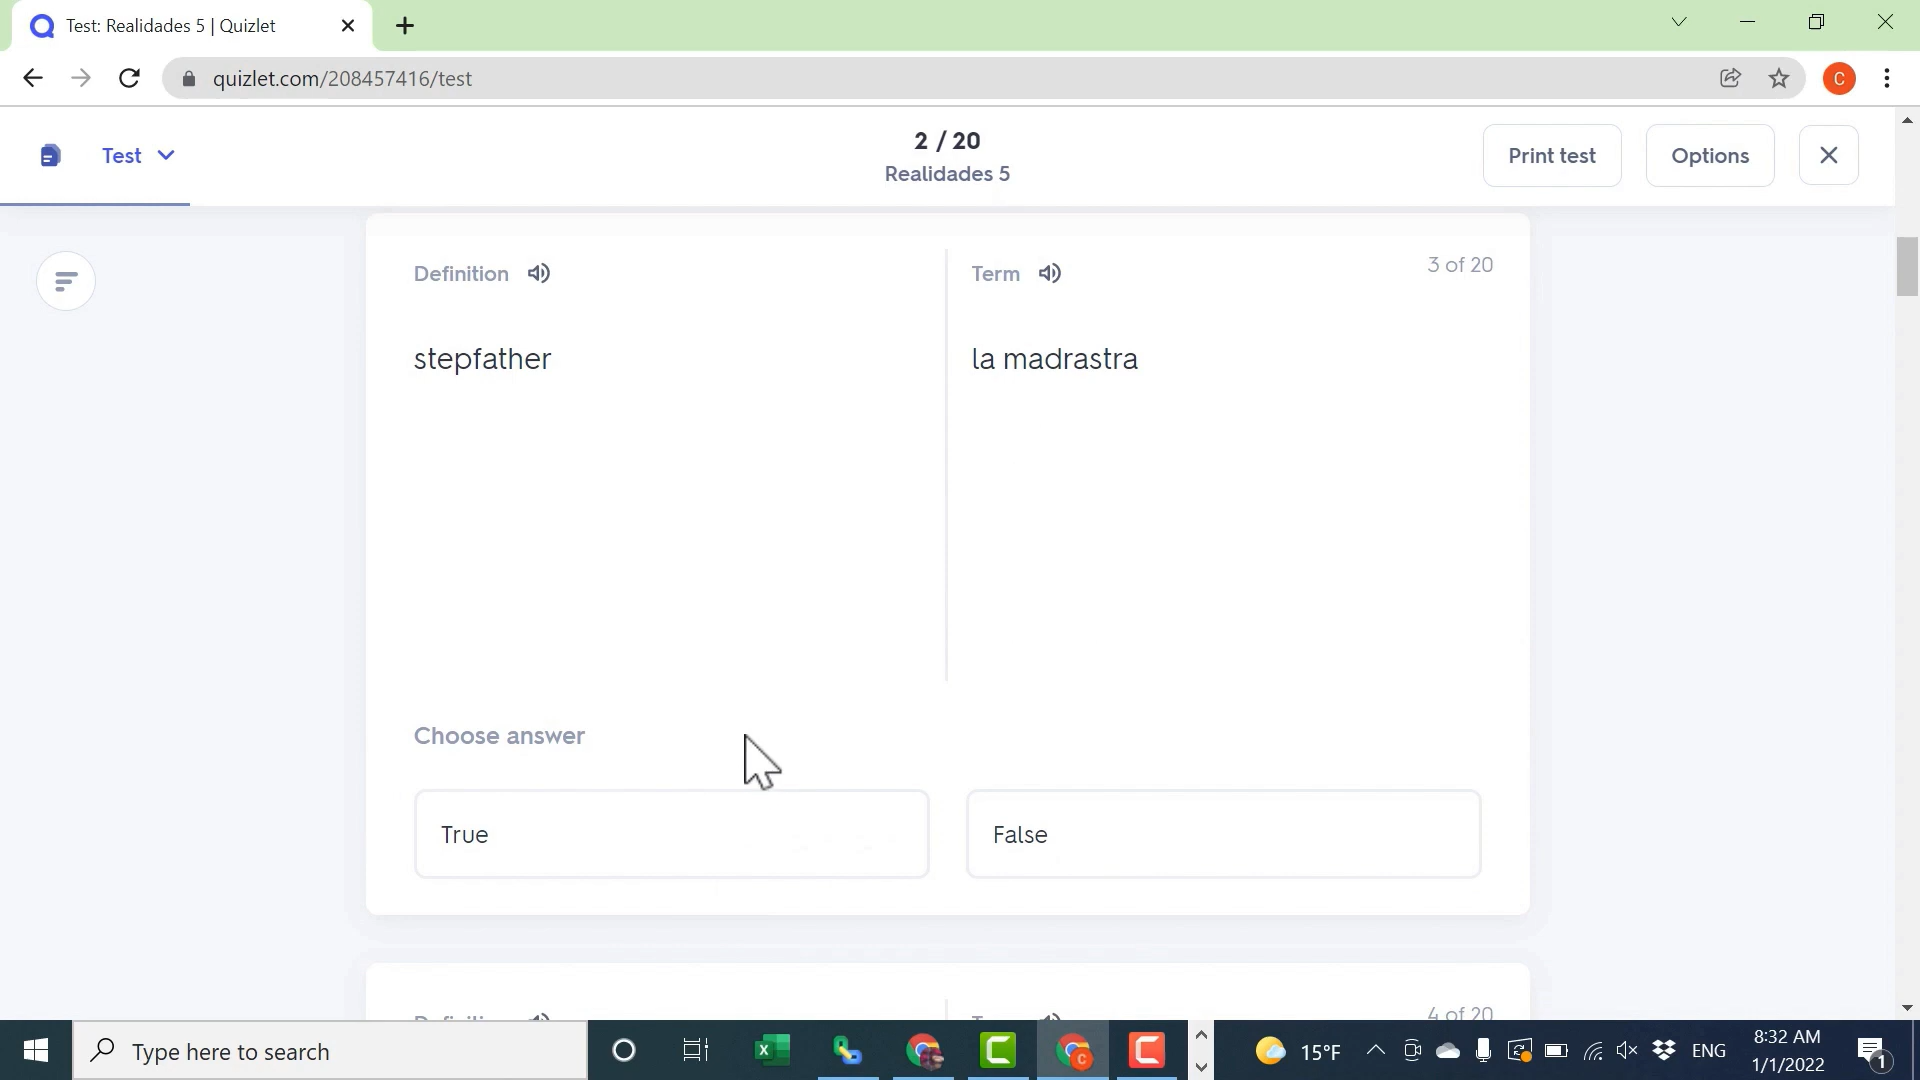 Test: Realidades 5 | Quizlet
quizlet.com/208457416/test
C
Test
2 / 20
Realidades 5
Print test
Options
Definition
Term
3 of 20
stepfather
la madrastra
Choose answer
True
False
4 of 20
Type here to search
15°F
ENG
8:32 AM
1/1/2022
1